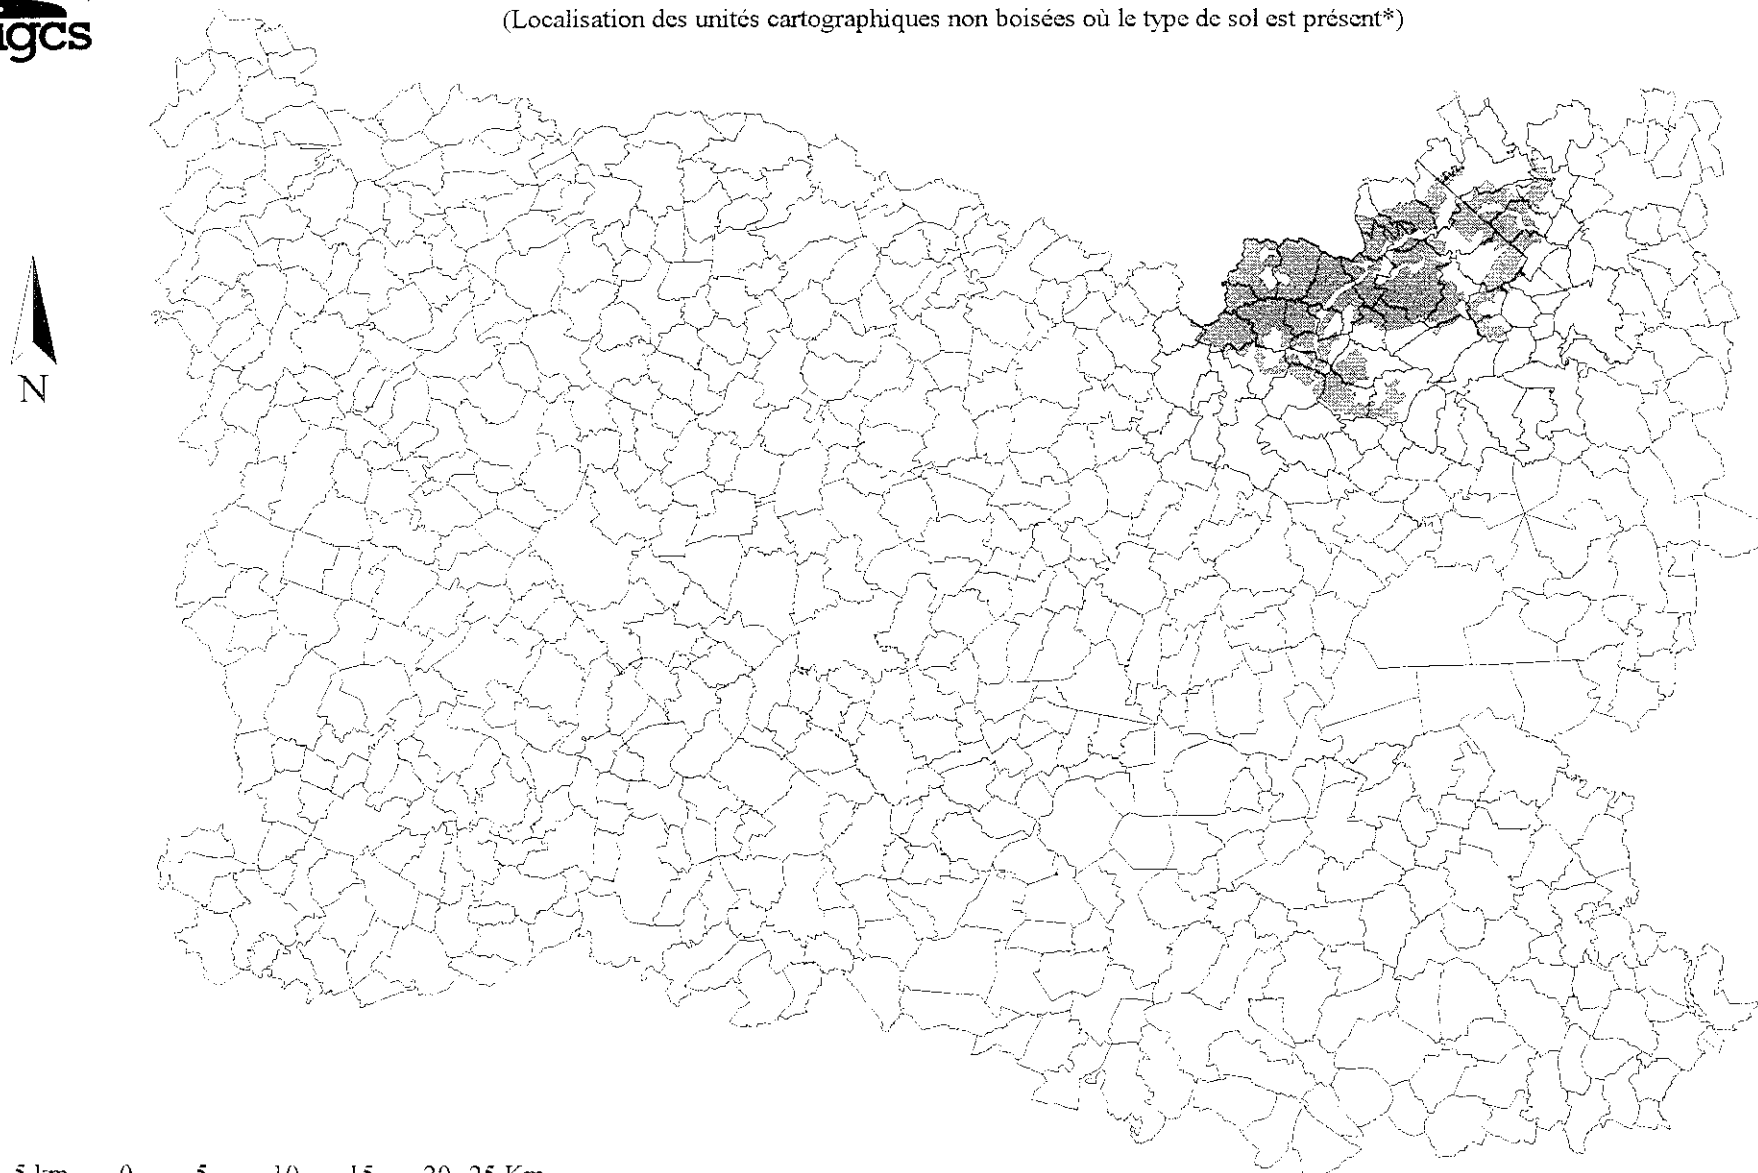 igcs
(Localisation des unités cartographiques non boisées où le type de sol est présent*)
N
5 km 0 5 10 15 20 25 Km